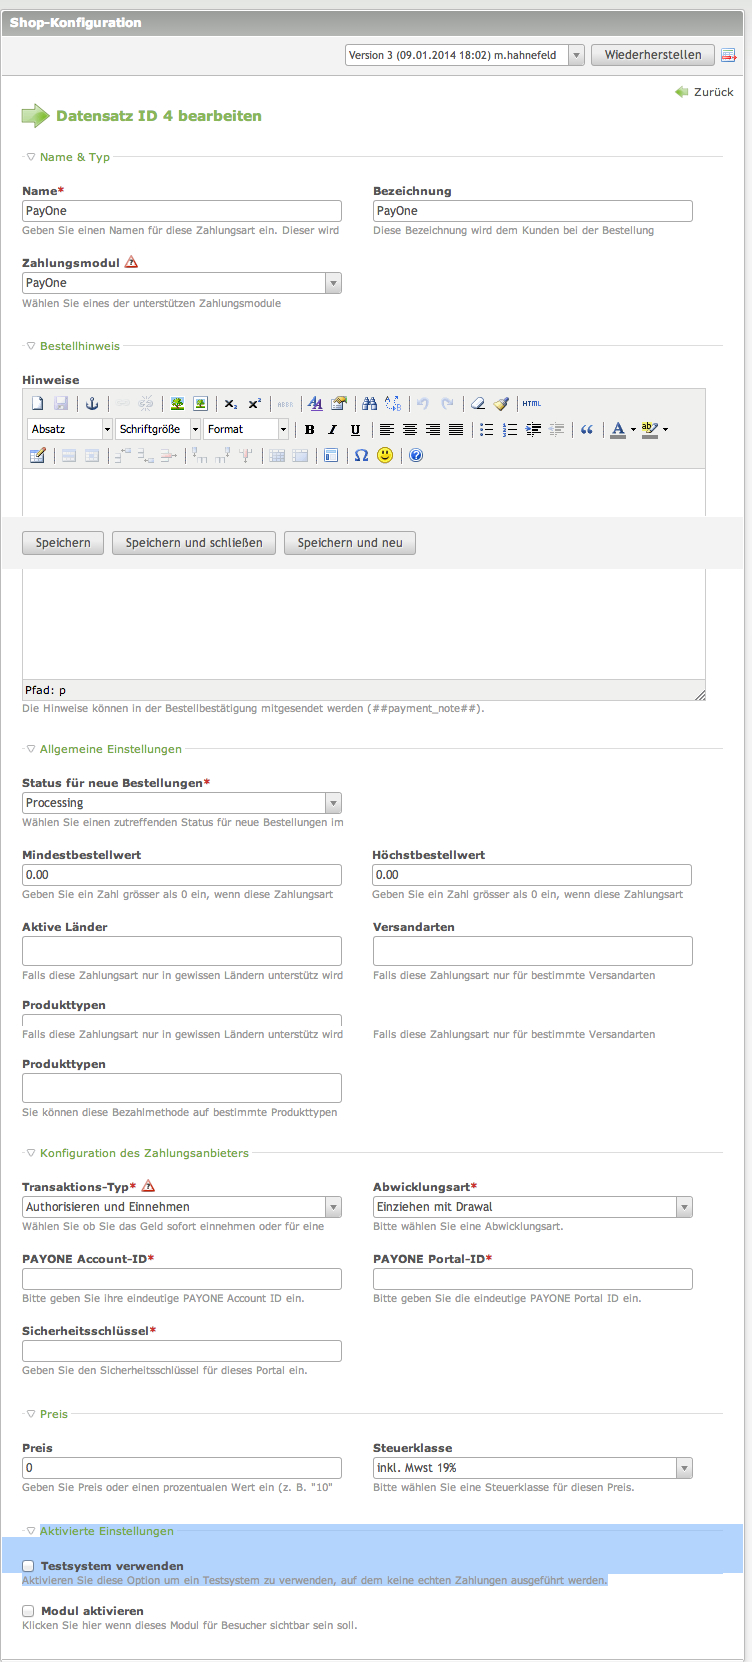 Shop-Konfiguration
Version 3 (09.01.2014 18:02) m.hahnefeld Wiederherstellen
Zurück
Datensatz ID 4 bearbeiten
Name & Typ
Name* Bezeichnung
PayOne PayOne
Geben Sie einen Namen für diese Zahlungsart ein. Dieser wird Diese Bezeichnung wird dem Kunden bei der Bestellung
Zahlungsmodul
PayOne
Wählen Sie eines der unterstützen Zahlungsmodule
Bestellhinweis
Hinweise
ABBR HTML
Absatz Schriftgröße Format B I U
Speichern Speichern und schließen Speichern und neu
Pfad: p
Die Hinweise können in der Bestellbestätigung mitgesendet werden (##payment_note##).
Allgemeine Einstellungen
Status für neue Bestellungen*
Processing
Wählen Sie einen zutreffenden Status für neue Bestellungen im
Mindestbestellwert Höchstbestellwert
0.00 0.00
Geben Sie ein Zahl grösser als 0 ein, wenn diese Zahlungsart Geben Sie ein Zahl grösser als 0 ein, wenn diese Zahlungsart
Aktive Länder Versandarten
Falls diese Zahlungsart nur in gewissen Ländern unterstütz wird Falls diese Zahlungsart nur für bestimmte Versandarten
Produkttypen
Falls diese Zahlungsart nur in gewissen Ländern unterstütz wird Falls diese Zahlungsart nur für bestimmte Versandarten
Produkttypen
Sie können diese Bezahlmethode auf bestimmte Produkttypen
Konfiguration des Zahlungsanbieters
Transaktions-Typ* Abwicklungsart*
Authorisieren und Einnehmen Einziehen mit Drawal
Wählen Sie ob Sie das Geld sofort einnehmen oder für eine Bitte wählen Sie eine Abwicklungsart.
PAYONE Account-ID* PAYONE Portal-ID*
Bitte geben Sie ihre eindeutige PAYONE Account ID ein. Bitte geben Sie die eindeutige PAYONE Portal ID ein.
Sicherheitsschlüssel*
Geben Sie den Sicherheitsschlüssel für dieses Portal ein.
Preis
Preis Steuerklasse
0 inkl. Mwst 19%
Geben Sie Preis oder einen prozentualen Wert ein (z. B. "10" Bitte wählen Sie eine Steuerklasse für diesen Preis.
Aktivierte Einstellungen
Testsystem verwenden
Aktivieren Sie diese Option um ein Testsystem zu verwenden, auf dem keine echten Zahlungen ausgeführt werden.
Modul aktivieren
Klicken Sie hier wenn dieses Modul für Besucher sichtbar sein soll.